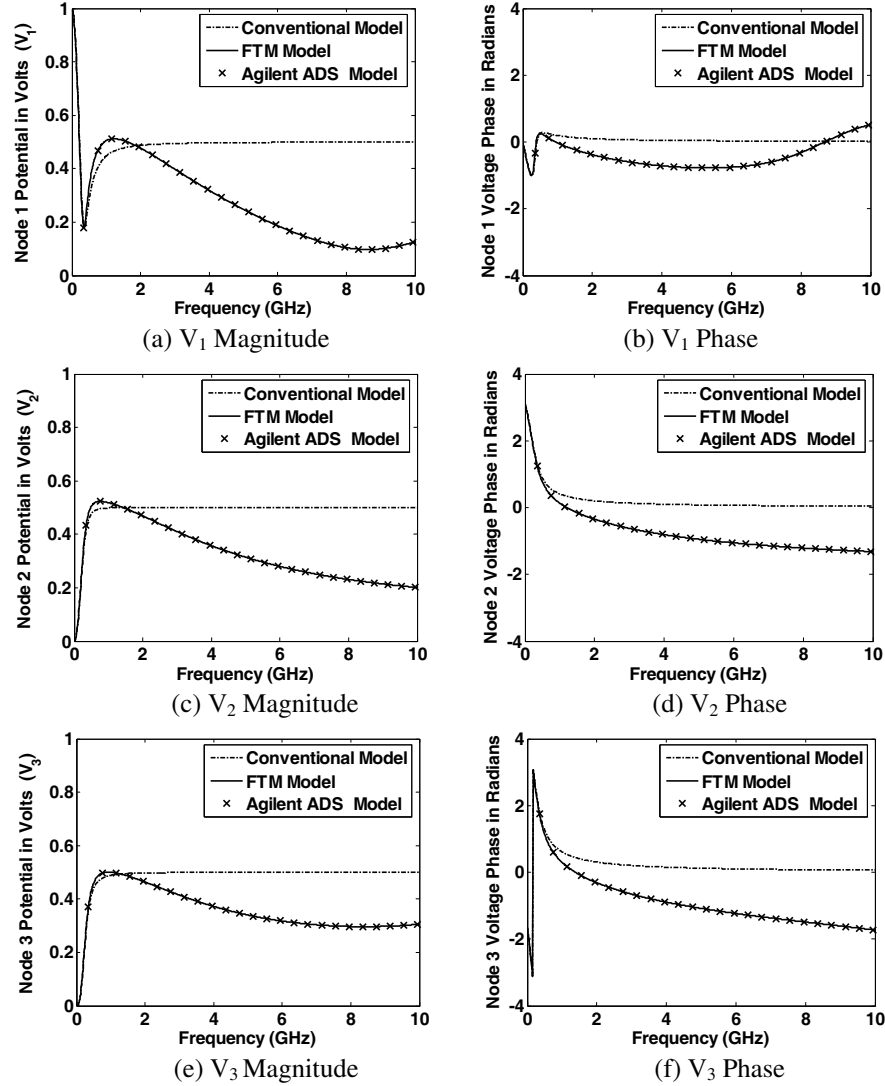 Node 1 Potential in Volts (V1)
1
0.8
0.6
0.4
0.2
0
0 2 4 6 8 10
Frequency (GHz)
Conventional Model
FTM Model
Agilent ADS Model
(a) V1 Magnitude
Node 1 Voltage Phase in Radians
4
2
0
-2
-4
0 2 4 6 8 10
Frequency (GHz)
Conventional Model
FTM Model
Agilent ADS Model
(b) V1 Phase
Node 2 Potential in Volts (V2)
1
0.8
0.6
0.4
0.2
0
0 2 4 6 8 10
Frequency (GHz)
Conventional Model
FTM Model
Agilent ADS Model
(c) V2 Magnitude
Node 2 Voltage Phase in Radians
4
2
0
-2
-4
0 2 4 6 8 10
Frequency (GHz)
Conventional Model
FTM Model
Agilent ADS Model
(d) V2 Phase
Node 3 Potential in Volts (V3)
1
0.8
0.6
0.4
0.2
0
0 2 4 6 8 10
Frequency (GHz)
Conventional Model
FTM Model
Agilent ADS Model
(e) V3 Magnitude
Node 3 Voltage Phase in Radians
4
2
0
-2
-4
0 2 4 6 8 10
Frequency (GHz)
Conventional Model
FTM Model
Agilent ADS Model
(f) V3 Phase